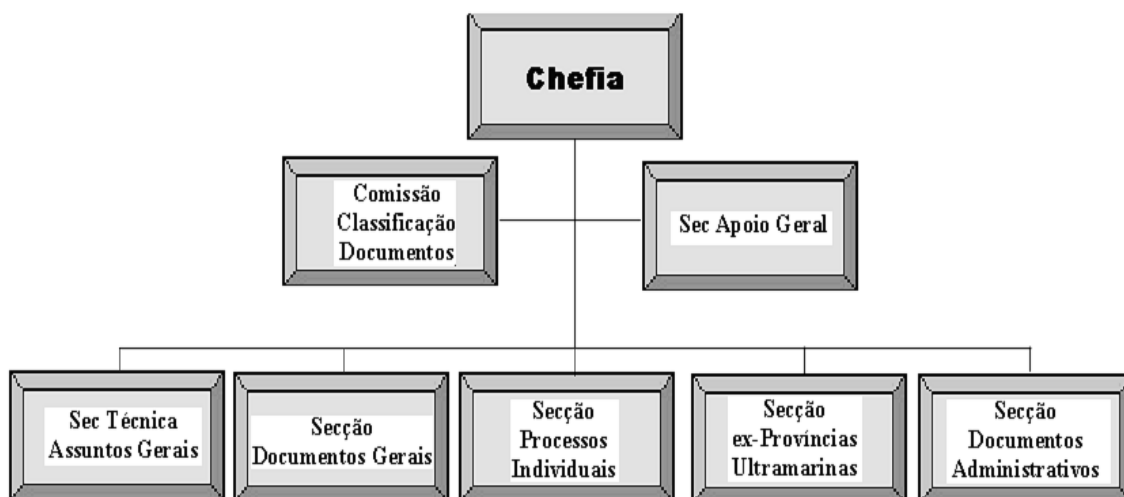 Chefia
Comissão
Classificação
Documentos
Sec Apoio Geral
Sec Técnica
Assuntos Gerais
Secção
Documentos Gerais
Secção
Processos
Individuais
Secção
ex-Províncias
Ultramarinas
Secção
Documentos
Administrativos